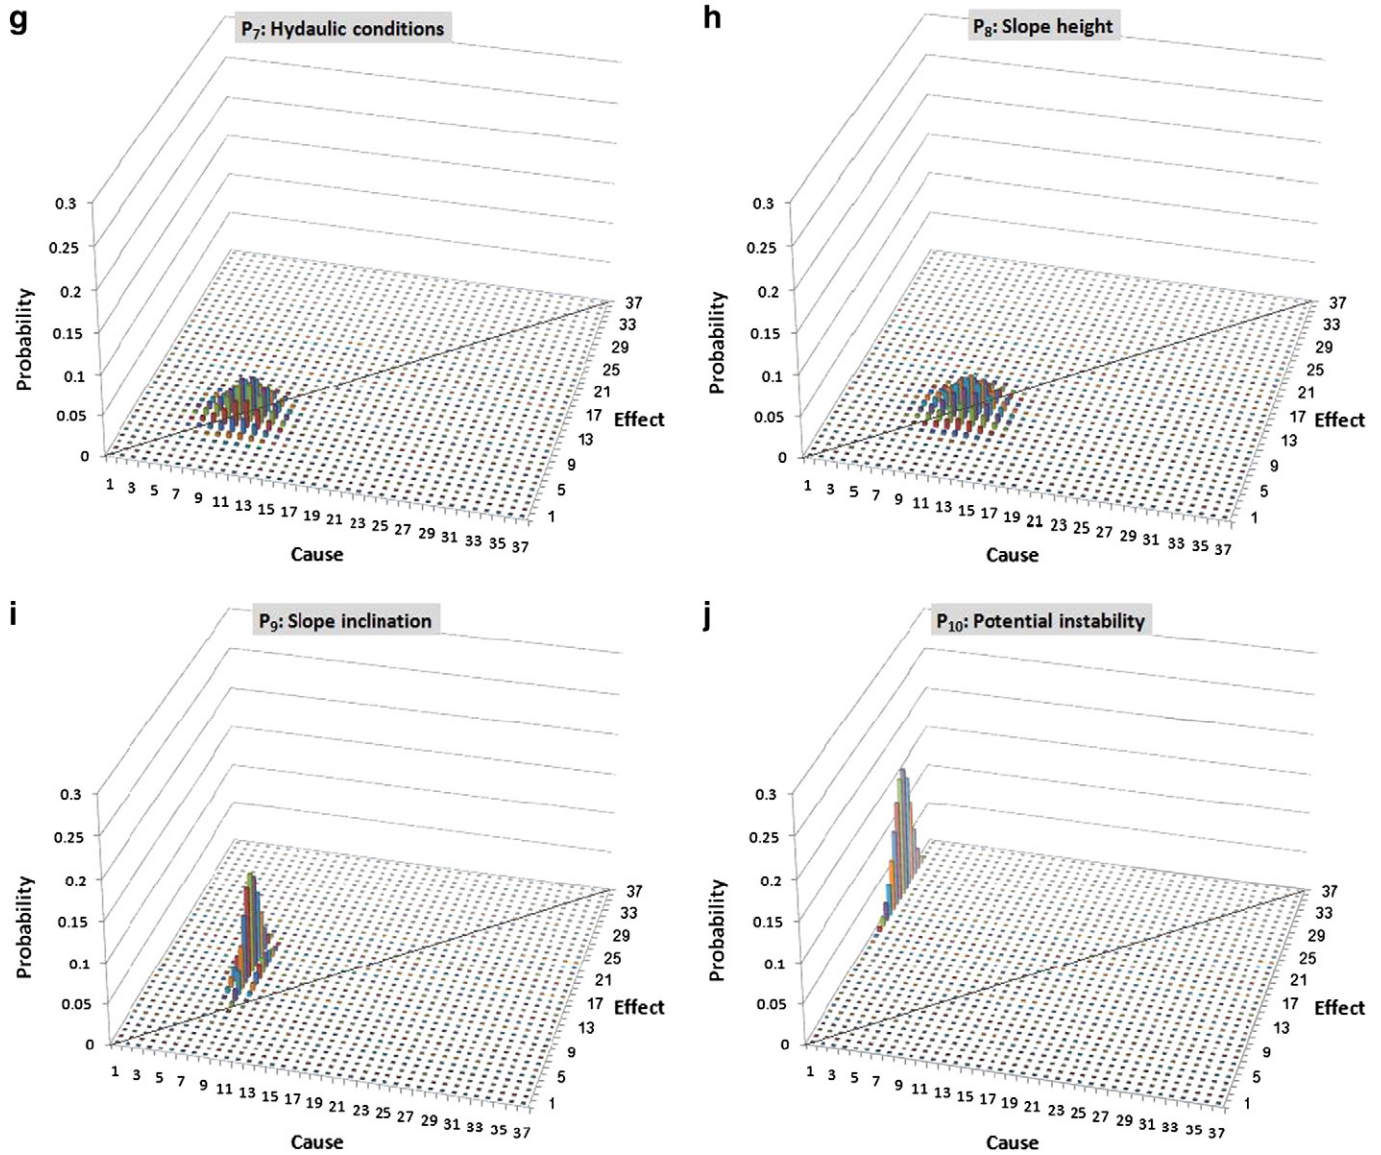 g
P7: Hydaulic conditions
0.3
0.25
0.2
0.15
0.1
0.05
0
Probability
1 3 5 7 9 11 13 15 17 19 21 23 25 27 29 31 33 35 37
Cause
37
33
29
25
21
17
13
9
5
1
Effect
h
P8: Slope height
0.3
0.25
0.2
0.15
0.1
0.05
0
Probability
1 3 5 7 9 11 13 15 17 19 21 23 25 27 29 31 33 35 37
Cause
37
33
29
25
21
17
13
9
5
1
Effect
i
P9: Slope inclination
0.3
0.25
0.2
0.15
0.1
0.05
0
Probability
1 3 5 7 9 11 13 15 17 19 21 23 25 27 29 31 33 35 37
Cause
37
33
29
25
21
17
13
9
5
1
Effect
j
P10: Potential instability
0.3
0.25
0.2
0.15
0.1
0.05
0
Probability
1 3 5 7 9 11 13 15 17 19 21 23 25 27 29 31 33 35 37
Cause
37
33
29
25
21
17
13
9
5
1
Effect